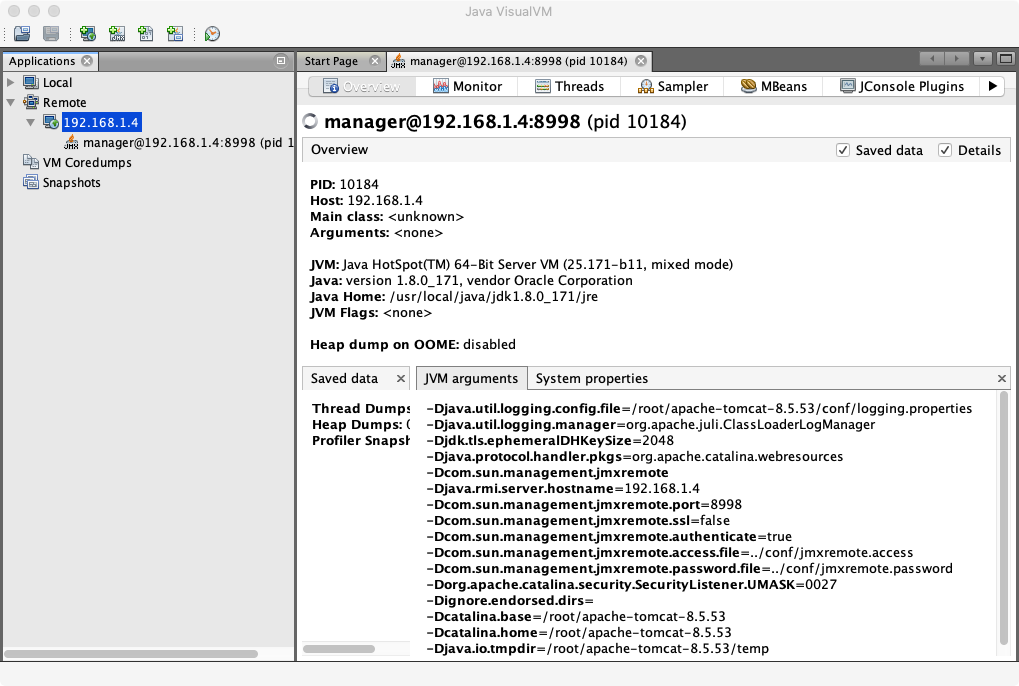 Java VisualVM
Applications
Local
Remote
192.168.1.4
JMX manager@192.168.1.4:8998 (pid 1
VM Coredumps
Snapshots
Start Page
JMX manager@192.168.1.4:8998 (pid 10184)
Overview
Monitor
Threads
Sampler
MBeans
JConsole Plugins
manager@192.168.1.4:8998 (pid 10184)
Overview
Saved data
Details
PID: 10184
Host: 192.168.1.4
Main class: <unknown>
Arguments: <none>
JVM: Java HotSpot(TM) 64-Bit Server VM (25.171-b11, mixed mode)
Java: version 1.8.0_171, vendor Oracle Corporation
Java Home: /usr/local/java/jdk1.8.0_171/jre
JVM Flags: <none>
Heap dump on OOME: disabled
Saved data
Thread Dumps
Heap Dumps: 0
Profiler Snapsh
JVM arguments
System properties
-Djava.util.logging.config.file=/root/apache-tomcat-8.5.53/conf/logging.properties
-Djava.util.logging.manager=org.apache.juli.ClassLoaderLogManager
-Djdk.tls.ephemeralDHKeySize=2048
-Djava.protocol.handler.pkgs=org.apache.catalina.webresources
-Dcom.sun.management.jmxremote
-Djava.rmi.server.hostname=192.168.1.4
-Dcom.sun.management.jmxremote.port=8998
-Dcom.sun.management.jmxremote.ssl=false
-Dcom.sun.management.jmxremote.authenticate=true
-Dcom.sun.management.jmxremote.access.file=../conf/jmxremote.access
-Dcom.sun.management.jmxremote.password.file=../conf/jmxremote.password
-Dorg.apache.catalina.security.SecurityListener.UMASK=0027
-Dignore.endorsed.dirs=
-Dcatalina.base=/root/apache-tomcat-8.5.53
-Dcatalina.home=/root/apache-tomcat-8.5.53
-Djava.io.tmpdir=/root/apache-tomcat-8.5.53/temp